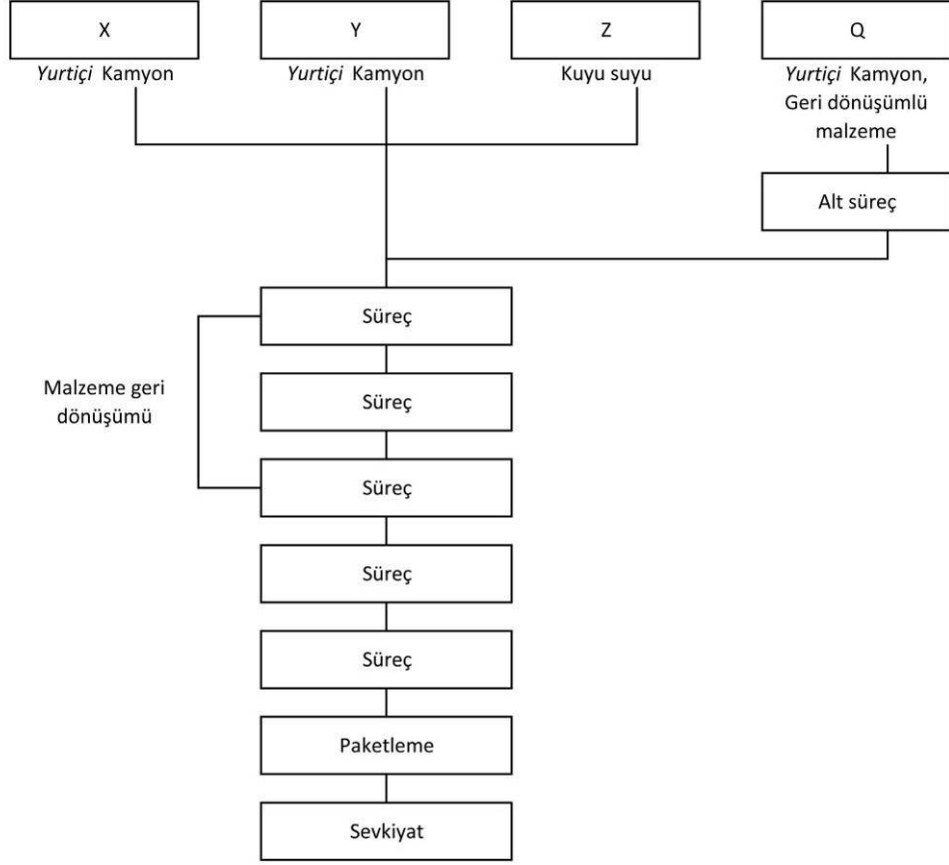 X
Y
Z
Q
Yurtiçi Kamyon
Yurtiçi Kamyon
Kuyu suyu
Yurtiçi Kamyon,
Geri dönüşümlü
malzeme
Alt süreç
Süreç
Malzeme geri
dönüşümü
Süreç
Süreç
Süreç
Süreç
Paketleme
Sevkiyat